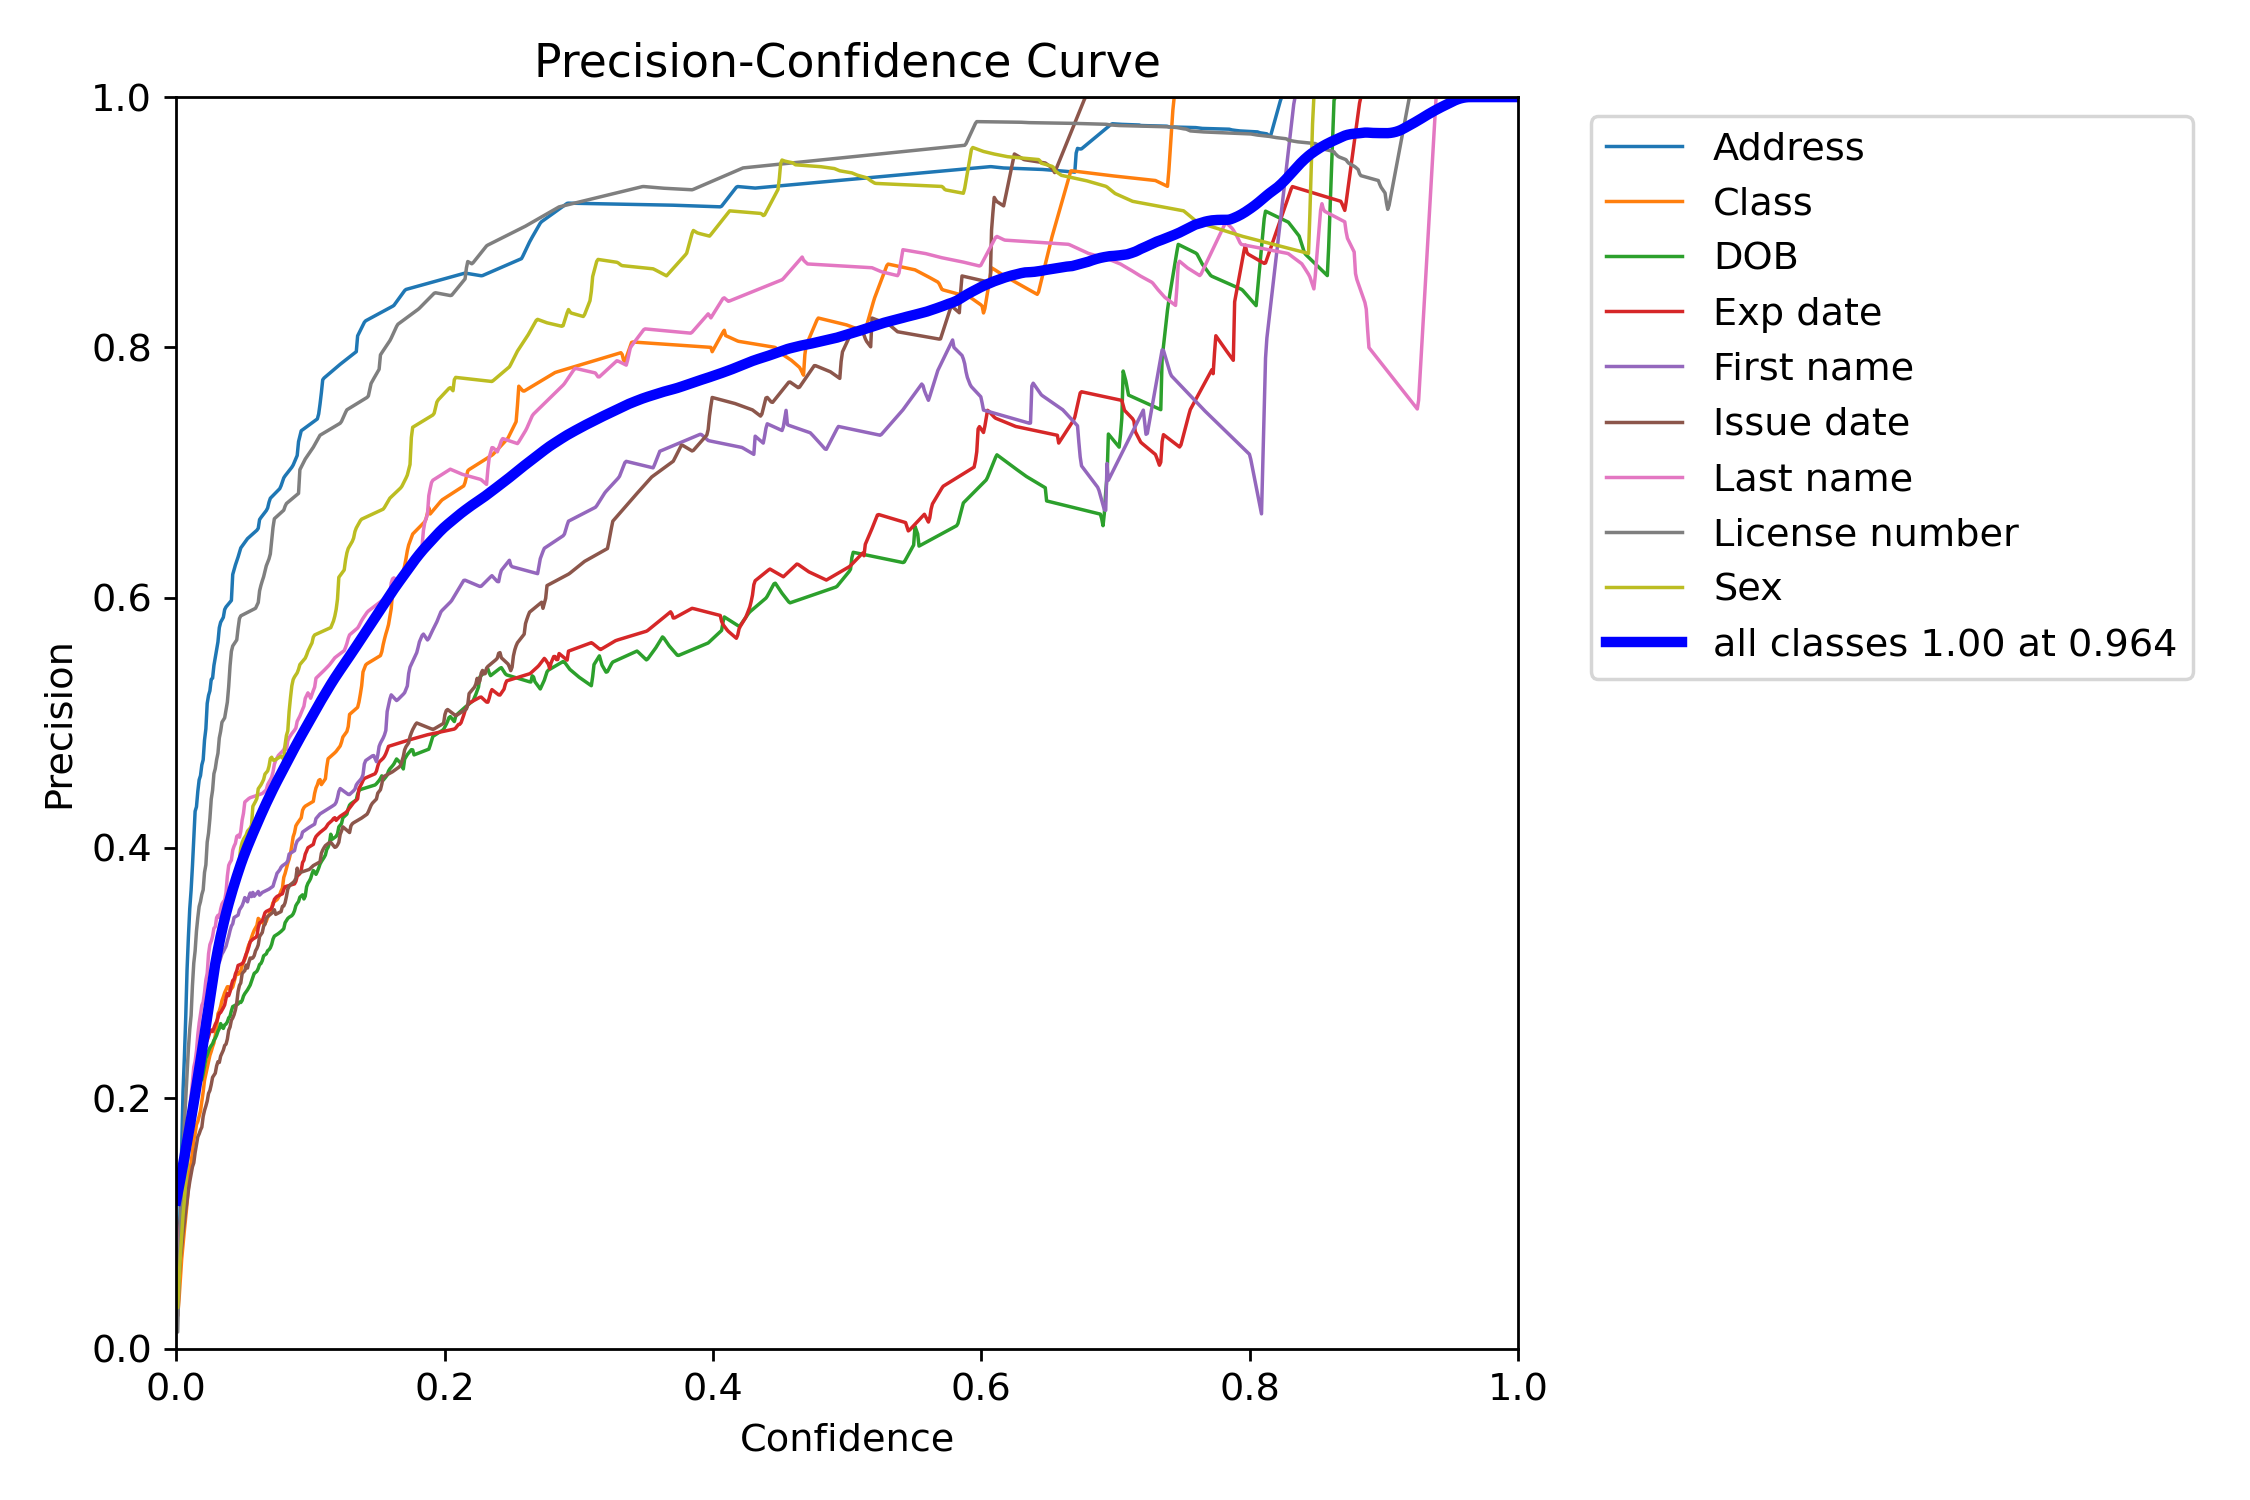 Precision-Confidence Curve
1.0
0.8
0.6
0.4
0.2
0.0
Precision
0.0 0.2 0.4 0.6 0.8 1.0
Confidence
Address
Class
DOB
Exp date
First name
Issue date
Last name
License number
Sex
all classes 1.00 at 0.964